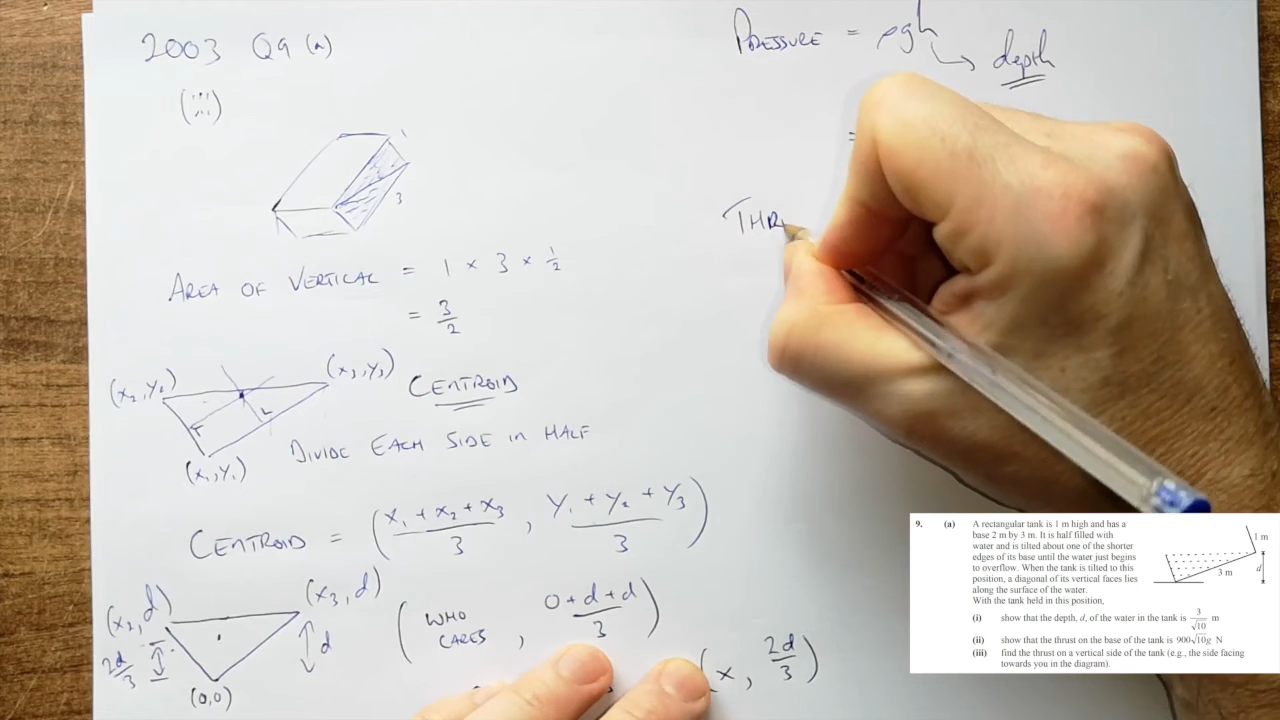 2003 Q9 (a)
(iii)
1
3
AREA OF VERTICAL = 1 × 3 × 1/2
= 3/2
(x2, y2)
(x3, y3)
(x1, y1)
CENTROID
DIVIDE EACH SIDE IN HALF
CENTROID = ( x1 + x2 + x3 / 3 , y1 + y2 + y3 / 3 )
(x2, d)
(x3, d)
d
2d/3
(0,0)
( WHO CARES , 0 + d + d / 3 )
(x, 2d/3)
PRESSURE = ρgh
depth
=
THR
9. (a) A rectangular tank is 1 m high and has a
base 2 m by 3 m. It is half filled with
water and is tilted about one of the shorter
edges of its base until the water just begins
to overflow. When the tank is tilted to this
position, a diagonal of its vertical faces lies
along the surface of the water.
With the tank held in this position,
(i) show that the depth, d, of the water in the tank is 3/√10 m
(ii) show that the thrust on the base of the tank is 900√10g N
(iii) find the thrust on a vertical side of the tank (e.g., the side facing
towards you in the diagram).
1 m
3 m
d